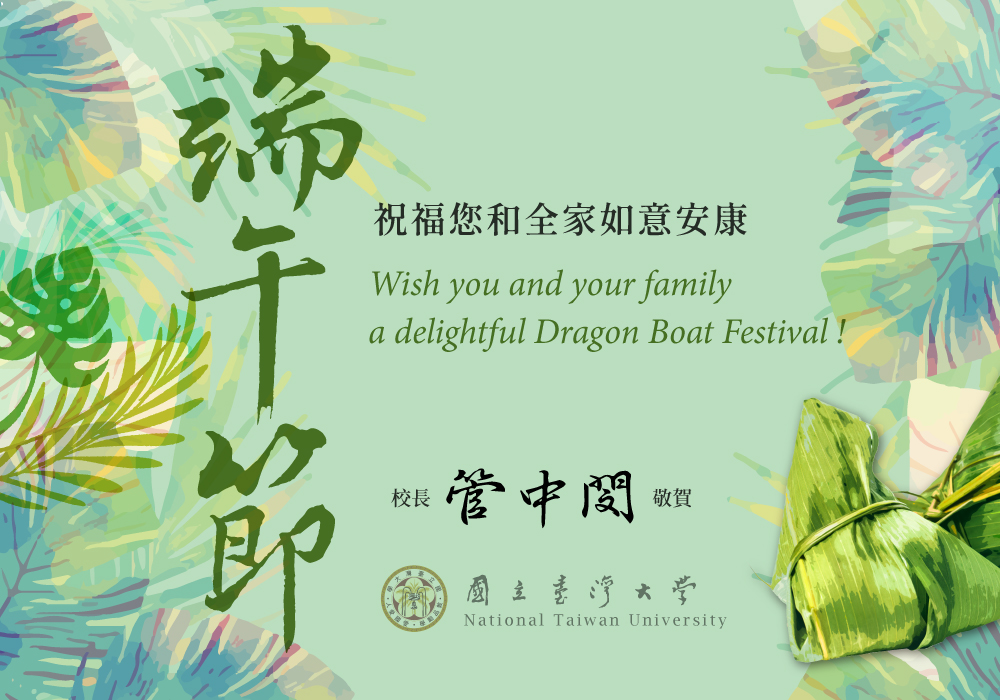 端午節
祝福您和全家如意安康
Wish you and your family
a delightful Dragon Boat Festival !
校長 管中閔 敬賀
國立臺灣大學
National Taiwan University